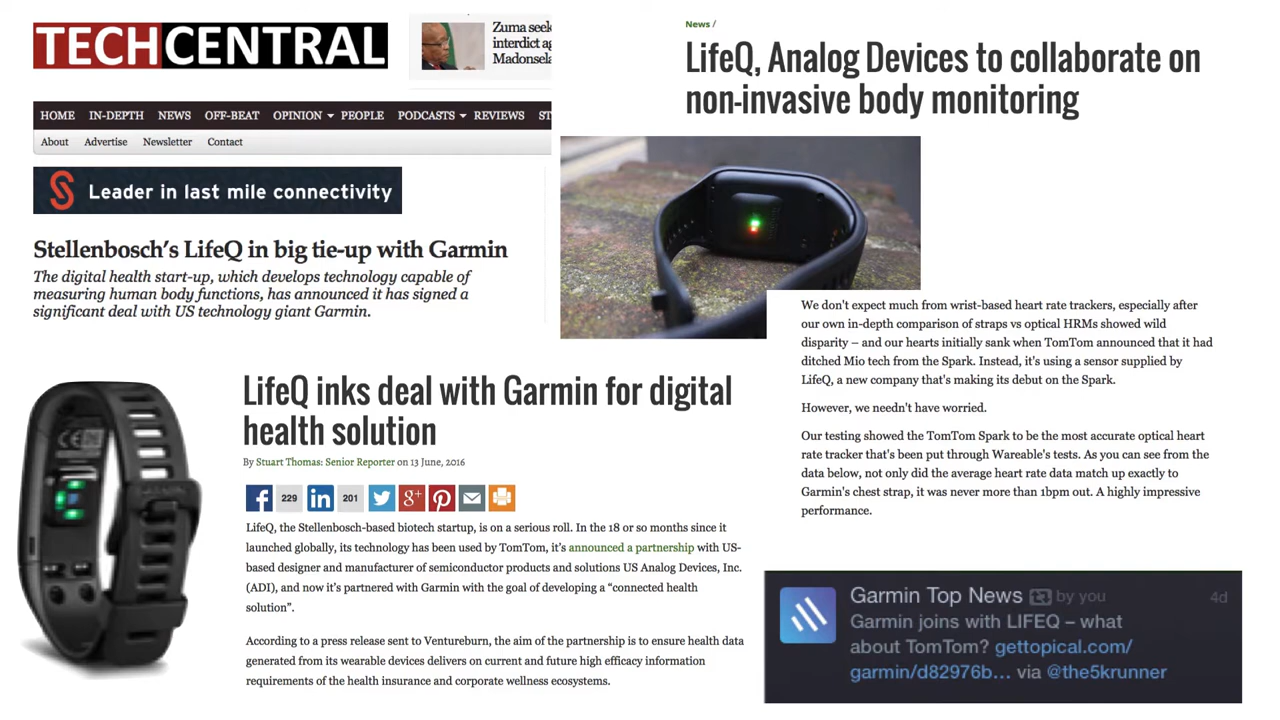 TECHCENTRAL
Zuma seek
interdict ag
Madonsela
HOME IN-DEPTH NEWS OFF-BEAT OPINION PEOPLE PODCASTS REVIEWS ST
About Advertise Newsletter Contact
Leader in last mile connectivity
Stellenbosch's LifeQ in big tie-up with Garmin
The digital health start-up, which develops technology capable of
measuring human body functions, has announced it has signed a
significant deal with US technology giant Garmin.
News /
LifeQ, Analog Devices to collaborate on
non-invasive body monitoring
We don't expect much from wrist-based heart rate trackers, especially after
our own in-depth comparison of straps vs optical HRMs showed wild
disparity – and our hearts initially sank when TomTom announced that it had
ditched Mio tech from the Spark. Instead, it's using a sensor supplied by
LifeQ, a new company that's making its debut on the Spark.
However, we needn't have worried.
Our testing showed the TomTom Spark to be the most accurate optical heart
rate tracker that's been put through Wareable's tests. As you can see from the
data below, not only did the average heart rate data match up exactly to
Garmin's chest strap, it was never more than 1bpm out. A highly impressive
performance.
LifeQ inks deal with Garmin for digital
health solution
By Stuart Thomas: Senior Reporter on 13 June, 2016
229 201
LifeQ, the Stellenbosch-based biotech startup, is on a serious roll. In the 18 or so months since it
launched globally, its technology has been used by TomTom, it's announced a partnership with US-
based designer and manufacturer of semiconductor products and solutions US Analog Devices, Inc.
(ADI), and now it's partnered with Garmin with the goal of developing a “connected health
solution”.
According to a press release sent to Ventureburn, the aim of the partnership is to ensure health data
generated from its wearable devices delivers on current and future high efficacy information
requirements of the health insurance and corporate wellness ecosystems.
Garmin Top News by you 4d
Garmin joins with LIFEQ – what
about TomTom? gettopical.com/
garmin/d82976b... via @the5krunner